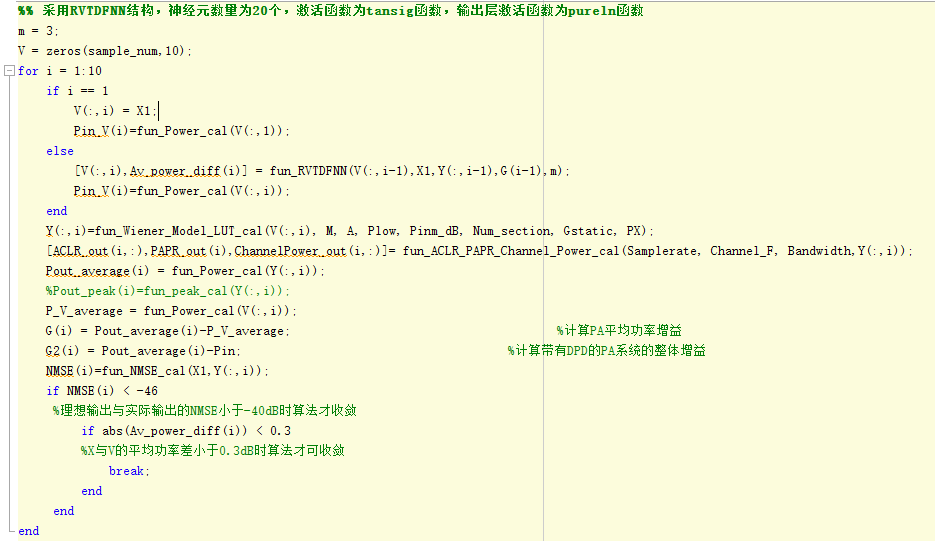 %% 采用RVTDFNN结构，神经元数量为20个，激活函数为tansig函数，输出层激活函数为pureln函数
m = 3;
V = zeros(sample_num,10);
for i = 1:10
if i == 1
V(:,i) = X1;
Pin_V(i)=fun_Power_cal(V(:,1));
else
[V(:,i),Av_power_diff(i)] = fun_RVTDFNN(V(:,i-1),X1,Y(:,i-1),G(i-1),m);
Pin_V(i)=fun_Power_cal(V(:,i));
end
Y(:,i)=fun_Wiener_Model_LUT_cal(V(:,i), M, A, Plow, Pinm_dB, Num_section, Gstatic, PX);
[ACLR_out(i,:),PAPR_out(i),ChannelPower_out(i,:)]= fun_ACLR_PAPR_Channel_Power_cal(Samplerate, Channel_F, Bandwidth,Y(:,i));
Pout_average(i) = fun_Power_cal(Y(:,i));
%Pout_peak(i)=fun_peak_cal(Y(:,i));
P_V_average = fun_Power_cal(V(:,i));
G(i) = Pout_average(i)-P_V_average; %计算PA平均功率增益
G2(i) = Pout_average(i)-Pin; %计算带有DPD的PA系统的整体增益
NMSE(i)=fun_NMSE_cal(X1,Y(:,i));
if NMSE(i) < -46
%理想输出与实际输出的NMSE小于-40dB时算法才收敛
if abs(Av_power_diff(i)) < 0.3
%X与V的平均功率差小于0.3dB时算法才可收敛
break;
end
end
end